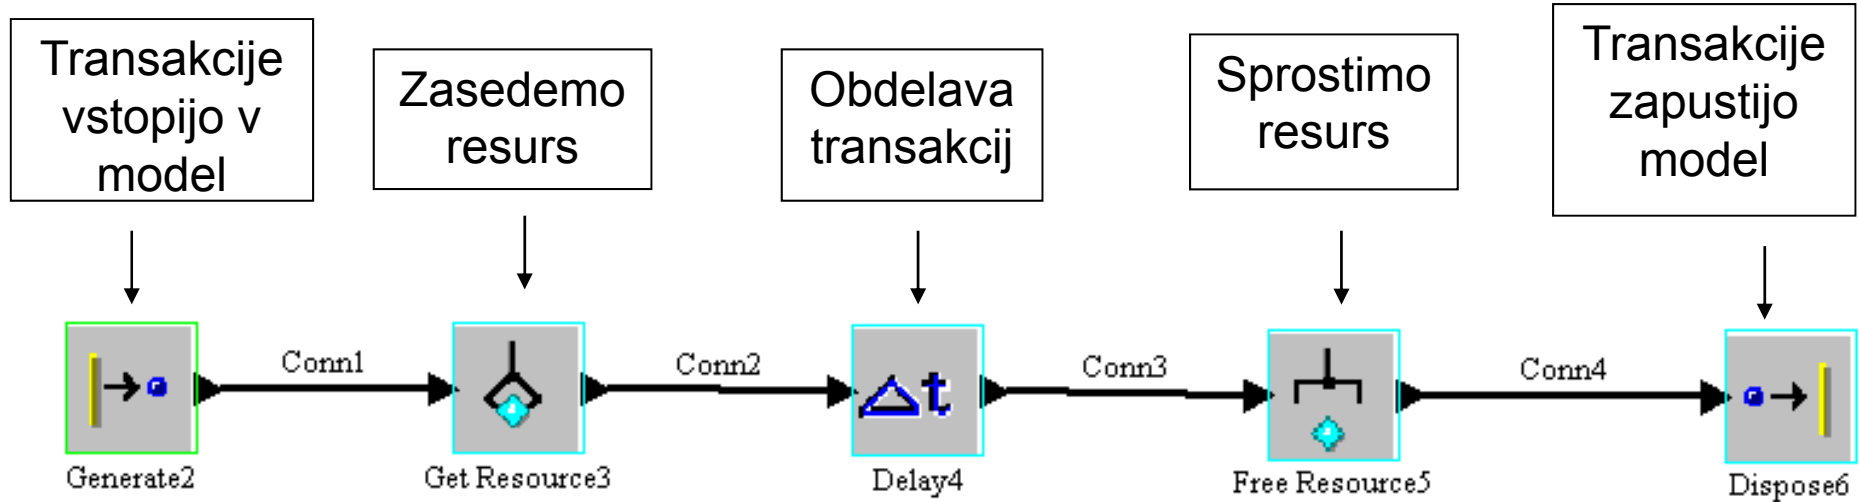 Transakcije
vstopijo v
model
Zasedemo
resurs
Obdelava
transakcij
Sprostimo
resurs
Transakcije
zapustijo
model
Conn1
Conn2
Conn3
Conn4
Δt
Generate2
Get Resource3
Delay4
Free Resource5
Dispose6